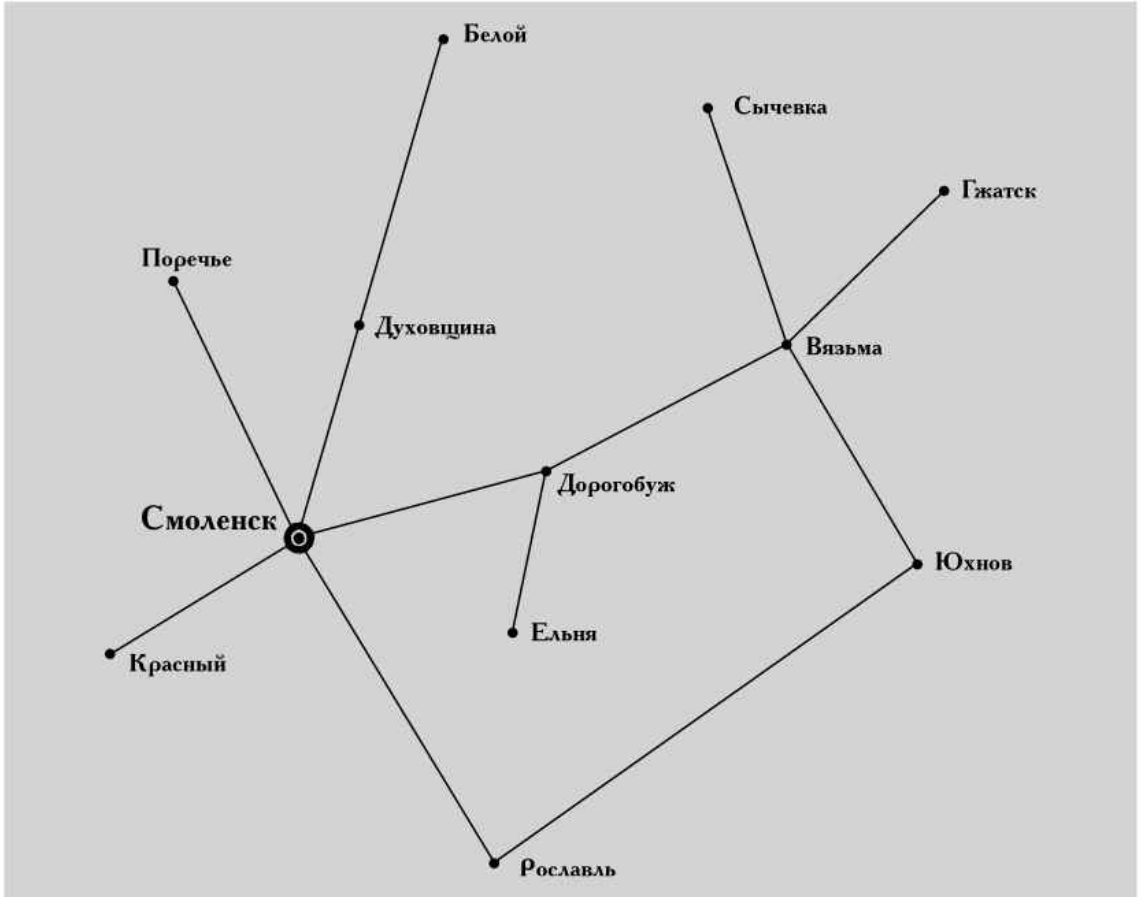 Белой
Сычевка
Гжатск
Поречье
Духовщина
Вязьма
Дорогобуж
Смоленск
Юхнов
Ельня
Красный
Рославль